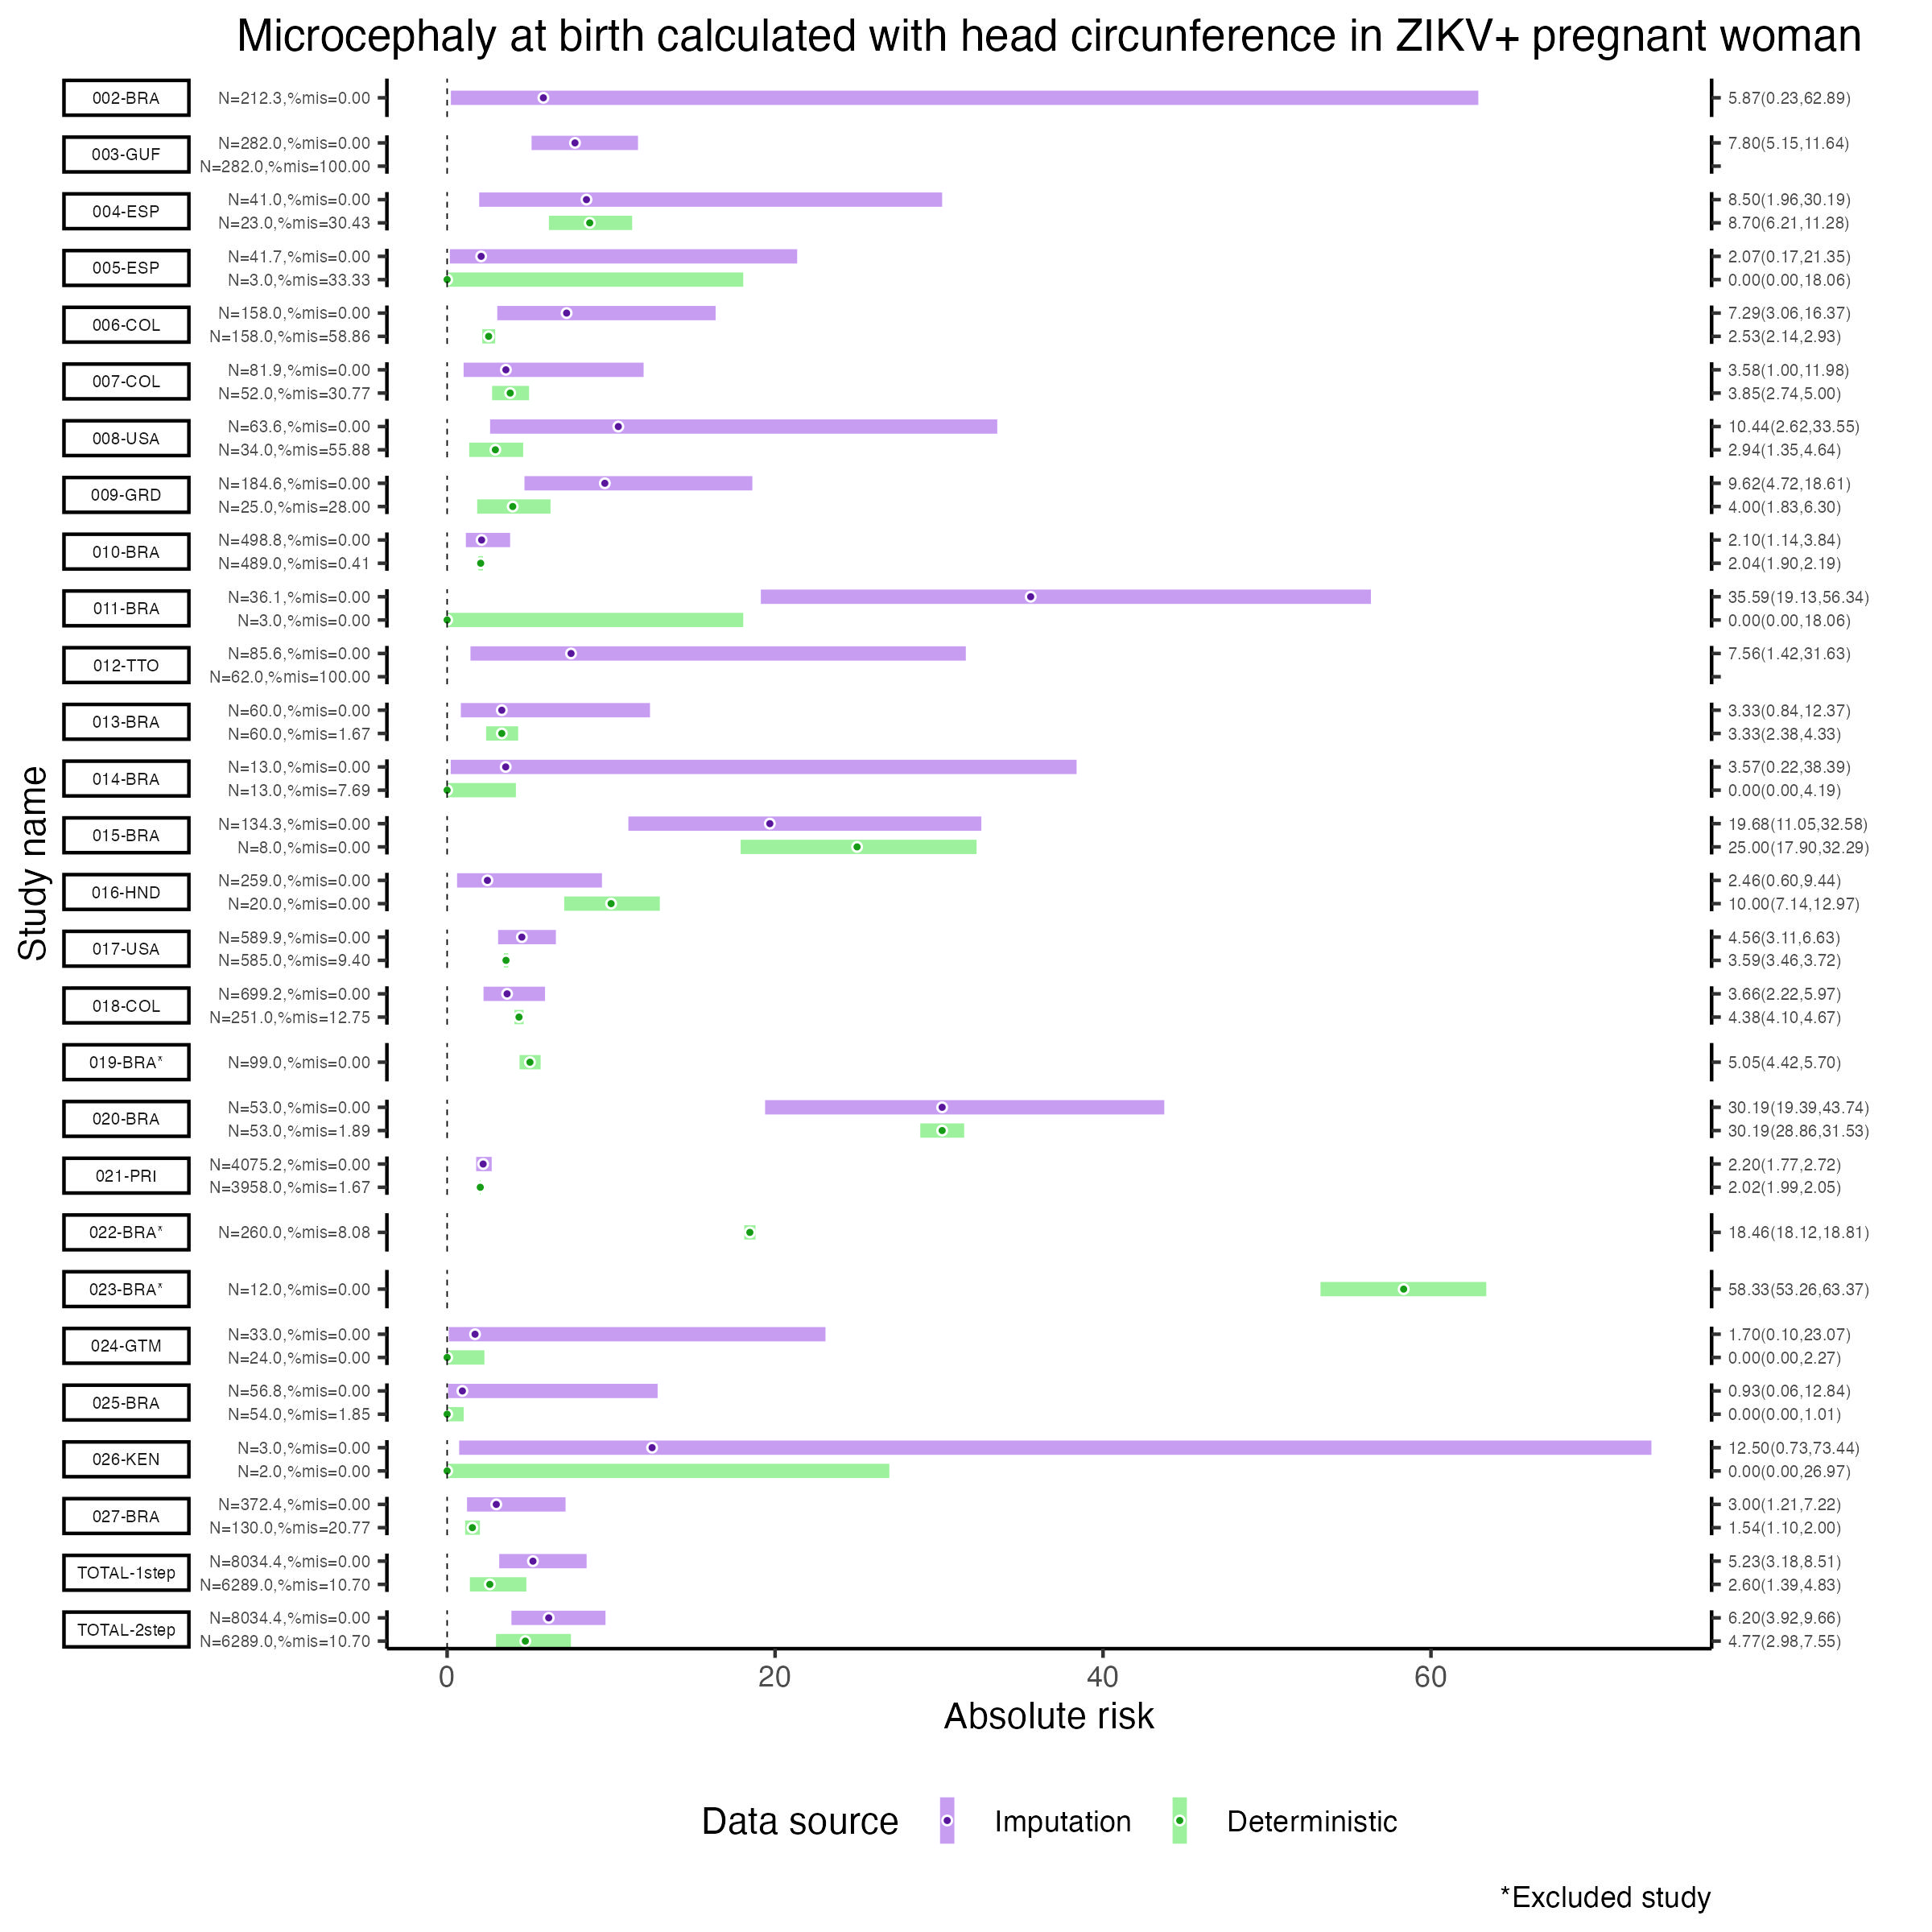 Microcephaly at birth calculated with head circunference in ZIKV+ pregnant woman
Study name
002-BRA N=212.3,%mis=0.00 5.87(0.23,62.89)
003-GUF N=282.0,%mis=0.00 7.80(5.15,11.64)
N=282.0,%mis=100.00
004-ESP N=41.0,%mis=0.00 8.50(1.96,30.19)
N=23.0,%mis=30.43 8.70(6.21,11.28)
005-ESP N=41.7,%mis=0.00 2.07(0.17,21.35)
N=3.0,%mis=33.33 0.00(0.00,18.06)
006-COL N=158.0,%mis=0.00 7.29(3.06,16.37)
N=158.0,%mis=58.86 2.53(2.14,2.93)
007-COL N=81.9,%mis=0.00 3.58(1.00,11.98)
N=52.0,%mis=30.77 3.85(2.74,5.00)
008-USA N=63.6,%mis=0.00 10.44(2.62,33.55)
N=34.0,%mis=55.88 2.94(1.35,4.64)
009-GRD N=184.6,%mis=0.00 9.62(4.72,18.61)
N=25.0,%mis=28.00 4.00(1.83,6.30)
010-BRA N=498.8,%mis=0.00 2.10(1.14,3.84)
N=489.0,%mis=0.41 2.04(1.90,2.19)
011-BRA N=36.1,%mis=0.00 35.59(19.13,56.34)
N=3.0,%mis=0.00 0.00(0.00,18.06)
012-TTO N=85.6,%mis=0.00 7.56(1.42,31.63)
N=62.0,%mis=100.00
013-BRA N=60.0,%mis=0.00 3.33(0.84,12.37)
N=60.0,%mis=1.67 3.33(2.38,4.33)
014-BRA N=13.0,%mis=0.00 3.57(0.22,38.39)
N=13.0,%mis=7.69 0.00(0.00,4.19)
015-BRA N=134.3,%mis=0.00 19.68(11.05,32.58)
N=8.0,%mis=0.00 25.00(17.90,32.29)
016-HND N=259.0,%mis=0.00 2.46(0.60,9.44)
N=20.0,%mis=0.00 10.00(7.14,12.97)
017-USA N=589.9,%mis=0.00 4.56(3.11,6.63)
N=585.0,%mis=9.40 3.59(3.46,3.72)
018-COL N=699.2,%mis=0.00 3.66(2.22,5.97)
N=251.0,%mis=12.75 4.38(4.10,4.67)
019-BRA* N=99.0,%mis=0.00 5.05(4.42,5.70)
020-BRA N=53.0,%mis=0.00 30.19(19.39,43.74)
N=53.0,%mis=1.89 30.19(28.86,31.53)
021-PRI N=4075.2,%mis=0.00 2.20(1.77,2.72)
N=3958.0,%mis=1.67 2.02(1.99,2.05)
022-BRA* N=260.0,%mis=8.08 18.46(18.12,18.81)
023-BRA* N=12.0,%mis=0.00 58.33(53.26,63.37)
024-GTM N=33.0,%mis=0.00 1.70(0.10,23.07)
N=24.0,%mis=0.00 0.00(0.00,2.27)
025-BRA N=56.8,%mis=0.00 0.93(0.06,12.84)
N=54.0,%mis=1.85 0.00(0.00,1.01)
026-KEN N=3.0,%mis=0.00 12.50(0.73,73.44)
N=2.0,%mis=0.00 0.00(0.00,26.97)
027-BRA N=372.4,%mis=0.00 3.00(1.21,7.22)
N=130.0,%mis=20.77 1.54(1.10,2.00)
TOTAL-1step N=8034.4,%mis=0.00 5.23(3.18,8.51)
N=6289.0,%mis=10.70 2.60(1.39,4.83)
TOTAL-2step N=8034.4,%mis=0.00 6.20(3.92,9.66)
N=6289.0,%mis=10.70 4.77(2.98,7.55)
0 20 40 60
Absolute risk
Data source Imputation Deterministic
*Excluded study